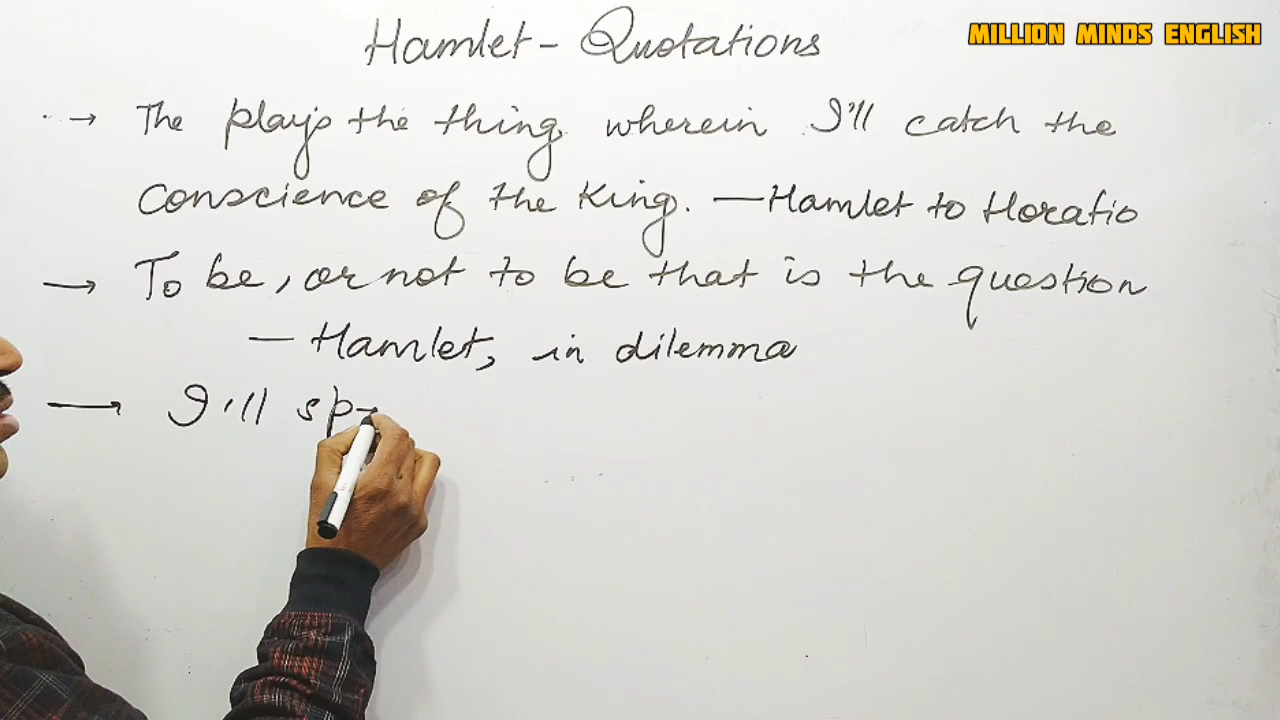 Hamlet - Quotations
MILLION MINDS ENGLISH
→ The play's the thing wherein I'll catch the
conscience of the King. — Hamlet to Horatio
→ To be, or not to be that is the question
— Hamlet, in dilemma
→ I'll sp